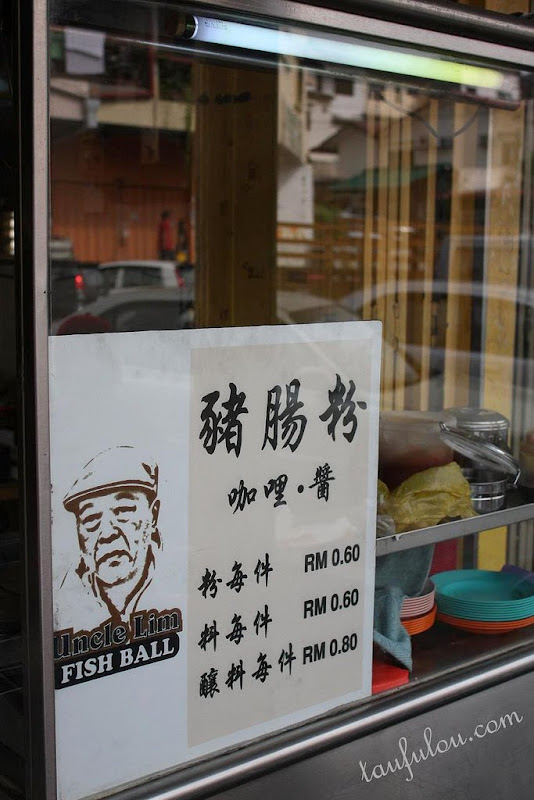 豬腸粉
咖哩·醬
粉每件 RM 0.60
料每件 RM 0.60
釀料每件 RM 0.80
Uncle Lim
FISH BALL
taufulou.com